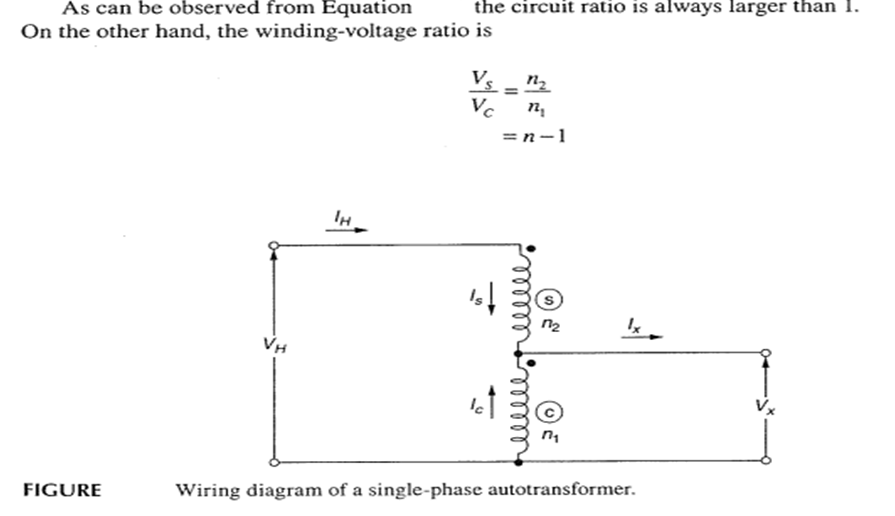 As can be observed from Equation the circuit ratio is always larger than 1.
On the other hand, the winding-voltage ratio is
V_s / V_C = n_2 / n_1
= n - 1
I_H
I_s
s
n_2
I_x
V_H
I_c
c
n_1
V_x
FIGURE Wiring diagram of a single-phase autotransformer.